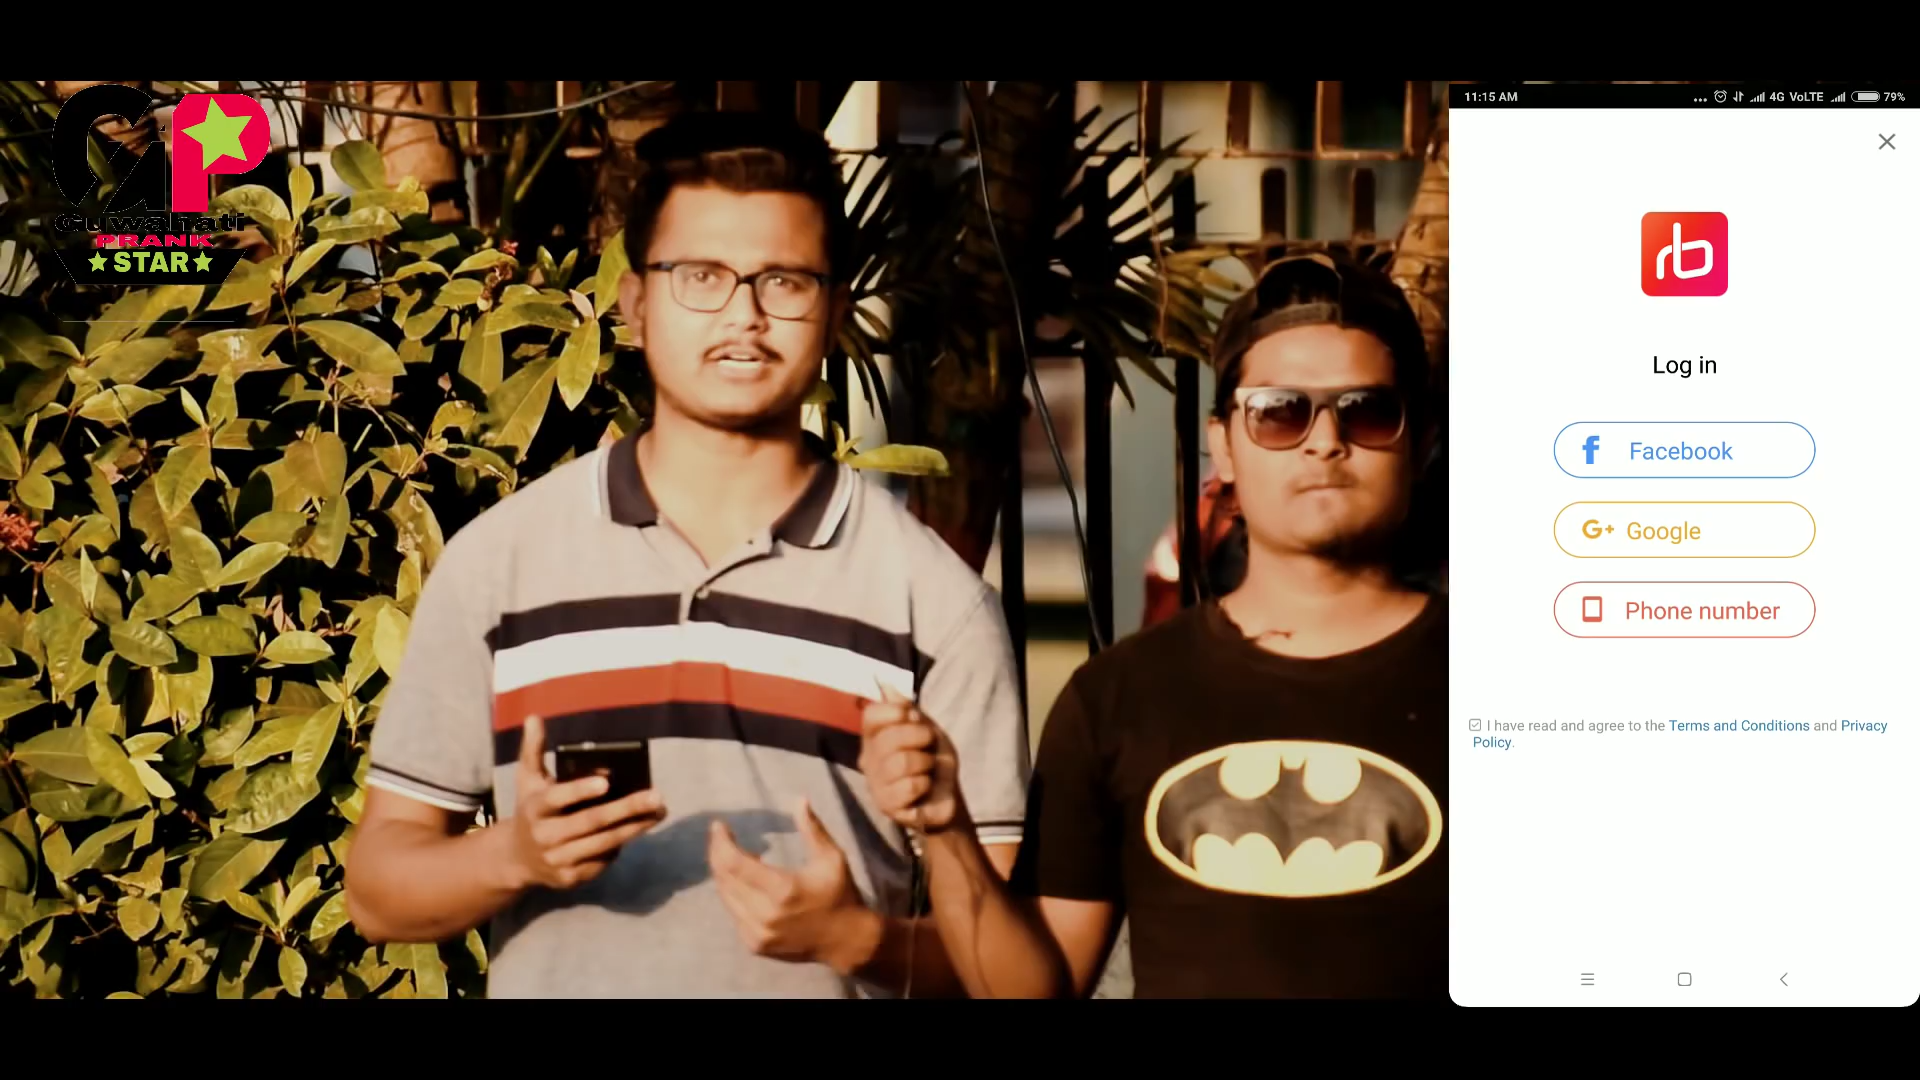 GP
Guwahati
PRANK
STAR
11:15 AM
4G VoLTE
79%
rb
Log in
Facebook
G+ Google
Phone number
I have read and agree to the Terms and Conditions and Privacy
Policy.